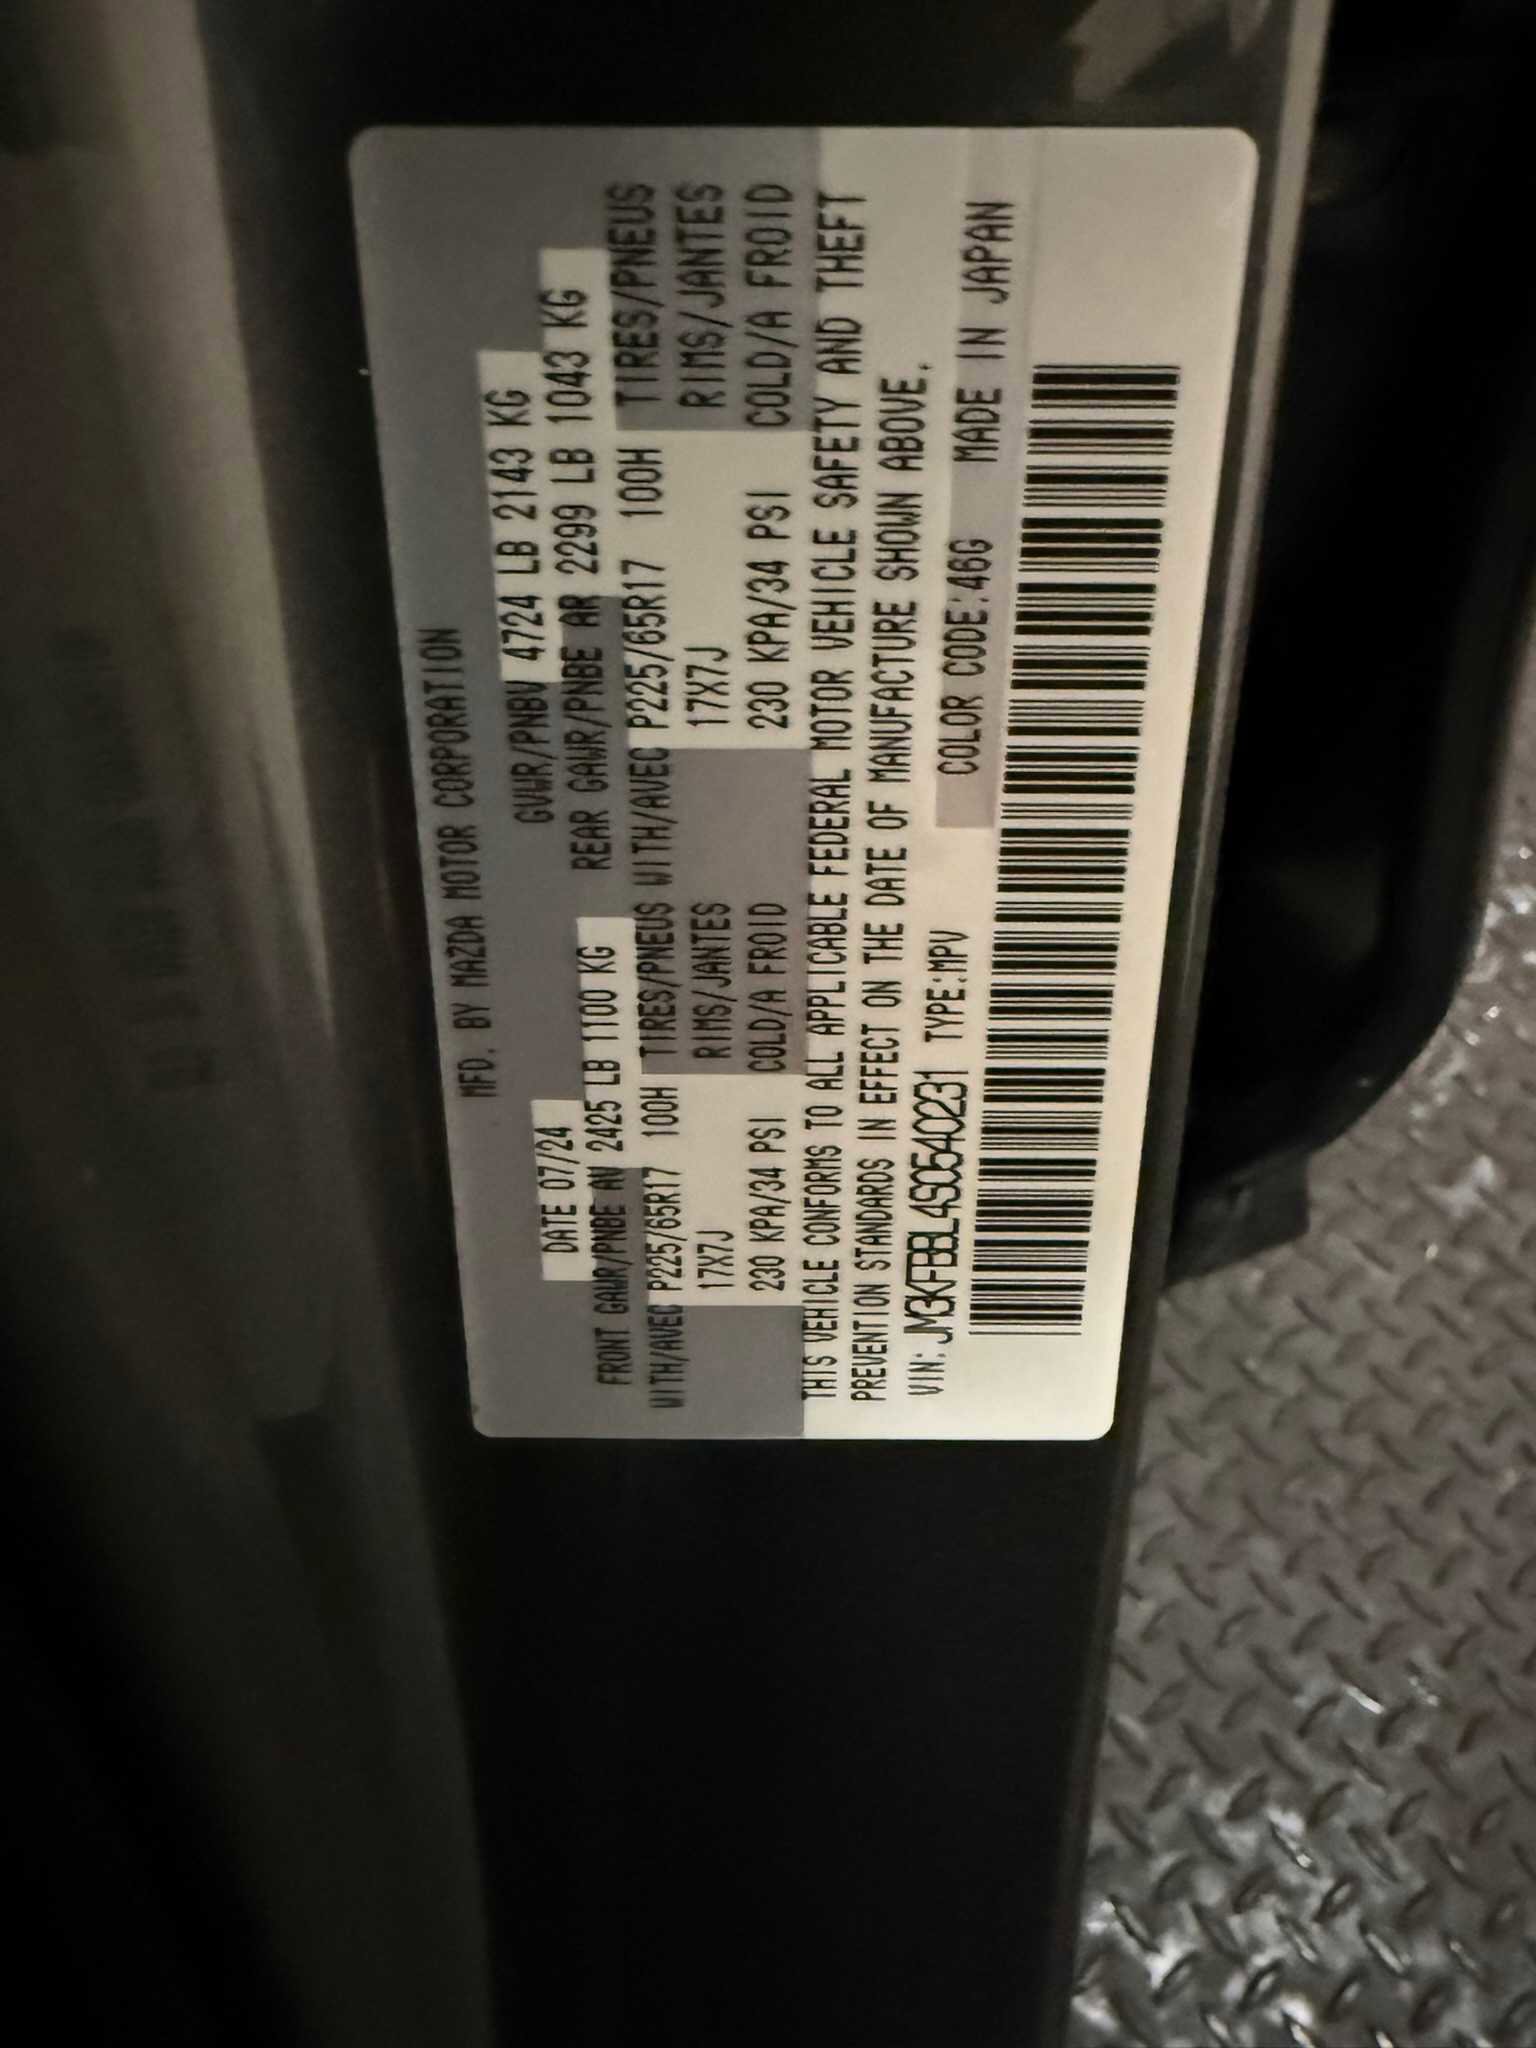 MFD. BY MAZDA MOTOR CORPORATION
DATE 07/24 GVWR/PNBV 4724 LB 2143 KG
FRONT GAWR/PNBE AV 2425 LB 1100 KG REAR GAWR/PNBE AR 2299 LB 1043 KG
WITH/AVEC P225/65R17 100H TIRES/PNEUS WITH/AVEC P225/65R17 100H TIRES/PNEUS
17X7J RIMS/JANTES 17X7J RIMS/JANTES
230 KPA/34 PSI COLD/A FROID 230 KPA/34 PSI COLD/A FROID
THIS VEHICLE CONFORMS TO ALL APPLICABLE FEDERAL MOTOR VEHICLE SAFETY AND THEFT
PREVENTION STANDARDS IN EFFECT ON THE DATE OF MANUFACTURE SHOWN ABOVE.
VIN: JM3KFBBL4S0540231 TYPE:MPV COLOR CODE:46G MADE IN JAPAN